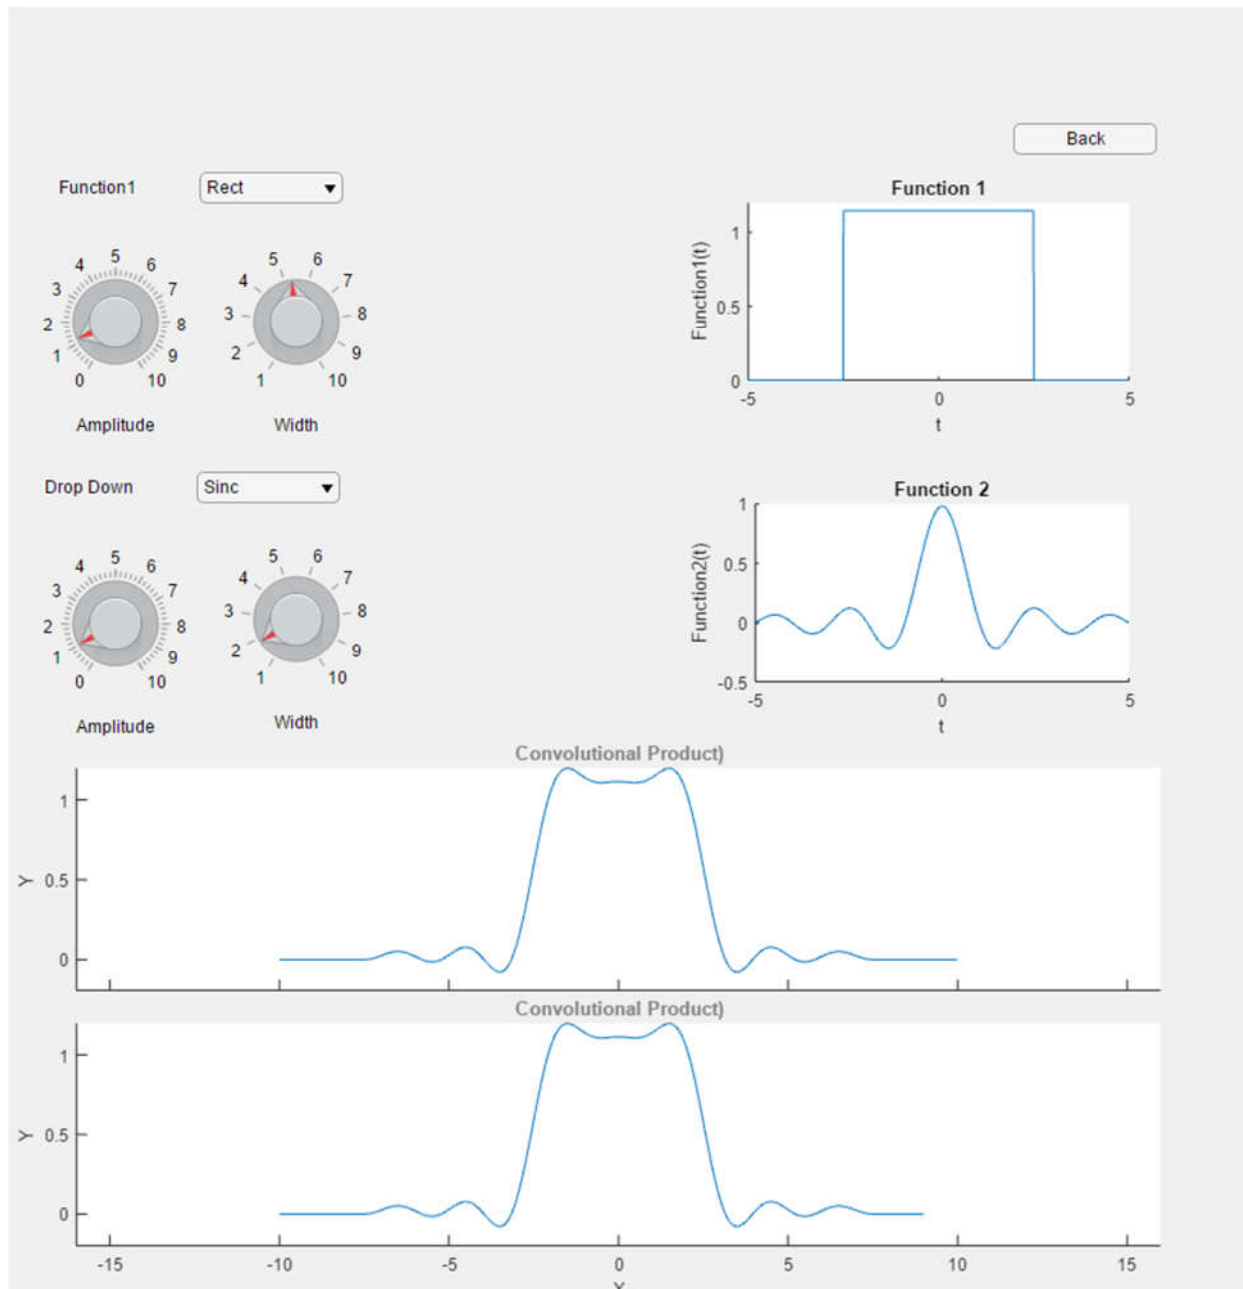 Back
Function1 Rect
Function 1
Function1(t)
1
0.5
0
-5 0 5
t
0 1 2 3 4 5 6 7 8 9 10
Amplitude
1 2 3 4 5 6 7 8 9 10
Width
Drop Down Sinc
Function 2
Function2(t)
1
0.5
0
-0.5
-5 0 5
t
0 1 2 3 4 5 6 7 8 9 10
Amplitude
1 2 3 4 5 6 7 8 9 10
Width
Convolutional Product)
Y
1
0.5
0
Convolutional Product)
Y
1
0.5
0
-15 -10 -5 0 5 10 15